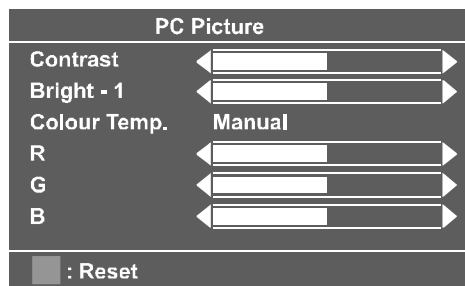 PC Picture
Contrast
Bright - 1
Colour Temp. Manual
R
G
B
: Reset